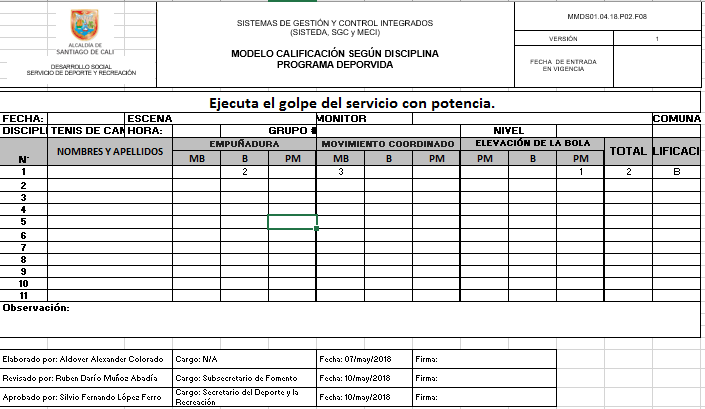 ALCALDÍA DE
SANTIAGO DE CALI
DESARROLLO SOCIAL
SERVICIO DE DEPORTE Y RECREACIÓN
SISTEMAS DE GESTIÓN Y CONTROL INTEGRADOS
(SISTEDA, SGC y MECI)
MODELO CALIFICACIÓN SEGÚN DISCIPLINA
PROGRAMA DEPORVIDA
MMDS01.04.18.P02.F08
VERSIÓN 1
FECHA DE ENTRADA
EN VIGENCIA
Ejecuta el golpe del servicio con potencia.
FECHA: ESCENA MONITOR COMUNA
DISCIPLI TENIS DE CAN HORA: GRUPO # NIVEL
N° NOMBRES Y APELLIDOS EMPUÑADURA MOVIMIENTO COORDINADO ELEVACIÓN DE LA BOLA TOTAL LIFICACI
MB B PM MB B PM PM B PM
1 2 3 1 2 B
2
3
4
5
6
7
8
9
10
11
Observación:
Elaborado por: Aldover Alexander Colorado Cargo: N/A Fecha: 07/may/2018 Firma:
Revisado por: Ruben Darío Muñoz Abadía Cargo: Subsecretario de Fomento Fecha: 10/may/2018 Firma:
Aprobado por: Silvio Fernando López Ferro Cargo: Secretario del Deporte y la Recreación Fecha: 10/may/2018 Firma: